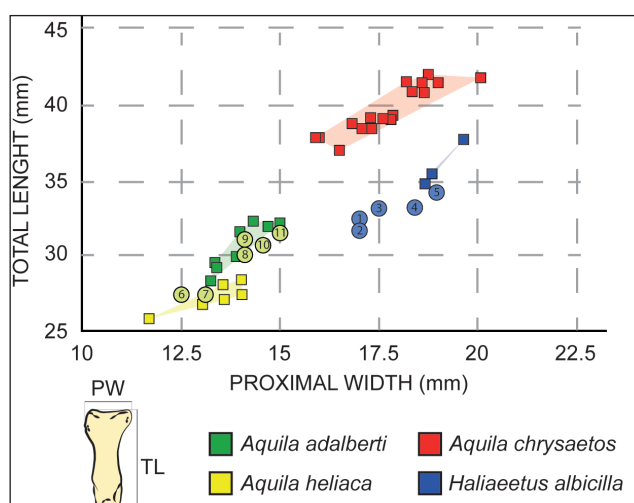 TOTAL LENGHT (mm)
45
40
35
30
25
10
12.5
15
17.5
20
22.5
PROXIMAL WIDTH (mm)
1
2
3
4
5
6
7
8
9
10
11
PW
TL
Aquila adalberti
Aquila chrysaetos
Aquila heliaca
Haliaeetus albicilla